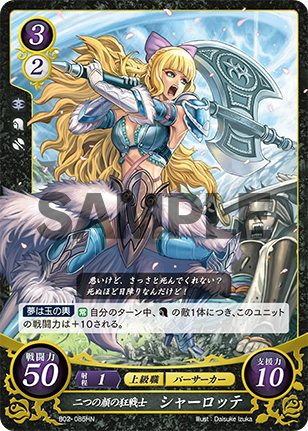 3
2
SAMPLE
悪いけど、さっさと死んでくれない?
死ぬほど目障りなんだけど!
夢は玉の輿 常 自分のターン中、 の敵1体につき、このユニット
の戦闘力は+10される。
戦闘力
50
射程 1 上級職 バーサーカー
支援力
10
二つの顔の狂戦士 シャーロッテ
B02-085HN
Illust : Daisuke Izuka